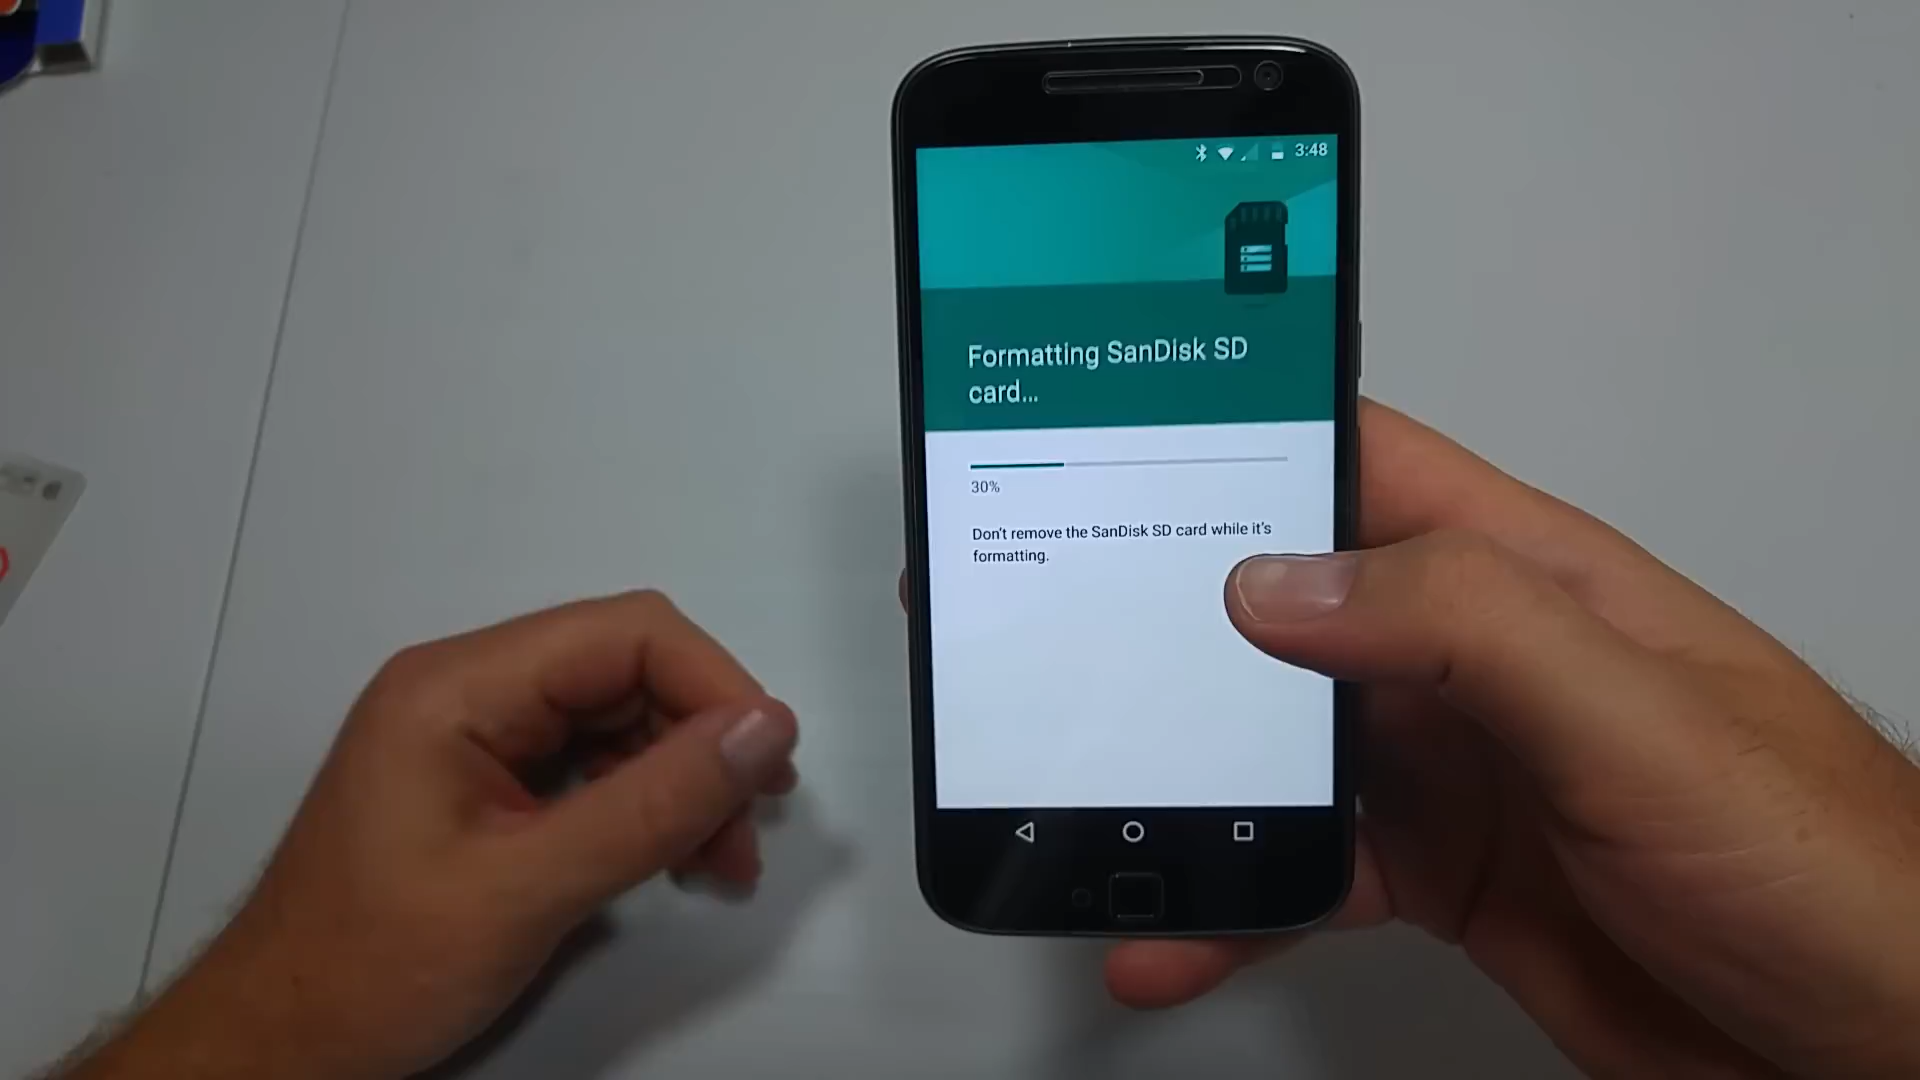 3:48
Formatting SanDisk SD
card...
30%
Don't remove the SanDisk SD card while it's
formatting.